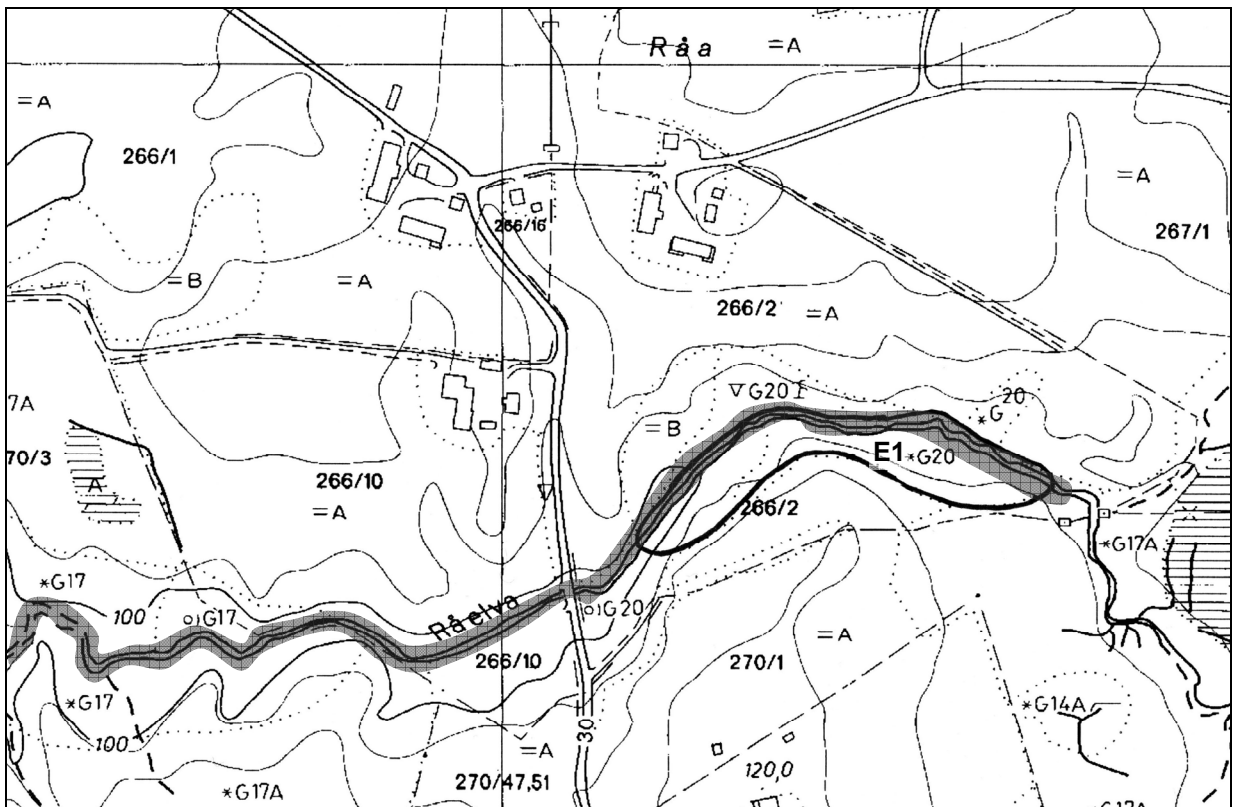 Råa
=A
=A
266/1
=A
266/16
267/1
=B
=A
266/2
=A
7A
▽G20
*G20
=B
E1
*G20
70/3
A
266/10
266/2
=A
*G17A
*G17
100
G17
Råelva
G20
266/10
=A
270/1
*G17
*G14A
100
30
=A
120,0
270/47,51
*G17A
*G17A